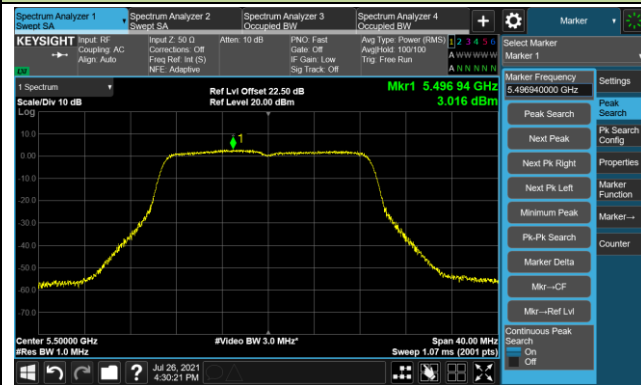 Spectrum Analyzer 1
Swept SA
Spectrum Analyzer 2
Swept SA
Spectrum Analyzer 3
Occupied BW
Spectrum Analyzer 4
Occupied BW
+
Marker
KEYSIGHT
Input: RF
Coupling: AC
Align: Auto
Input Z: 50 Ω
Corrections: Off
Freq Ref: Int (S)
NFE: Adaptive
Atten: 10 dB
PNO: Fast
Gate: Off
IF Gain: Low
Sig Track: Off
Avg Type: Power (RMS)
Avg|Hold: 100/100
Trig: Free Run
1 2 3 4 5 6
A W W W W W
A N N N N N
Select Marker
Marker 1
1 Spectrum
Scale/Div 10 dB
Log
Ref Lvl Offset 22.50 dB
Ref Level 20.00 dBm
Mkr1 5.496 94 GHz
3.016 dBm
10.0
0.00
-10.0
-20.0
-30.0
-40.0
-50.0
-60.0
-70.0
1
Center 5.50000 GHz
#Res BW 1.0 MHz
#Video BW 3.0 MHz*
Span 40.00 MHz
Sweep 1.07 ms (2001 pts)
Marker Frequency
5.496940000 GHz
Peak Search
Next Peak
Next Pk Right
Next Pk Left
Minimum Peak
Pk-Pk Search
Marker Delta
Mkr→CF
Mkr→Ref Lvl
Continuous Peak
Search
On
Off
Settings
Peak
Search
Pk Search
Config
Properties
Marker
Function
Marker→
Counter
?
Jul 26, 2021
4:30:21 PM